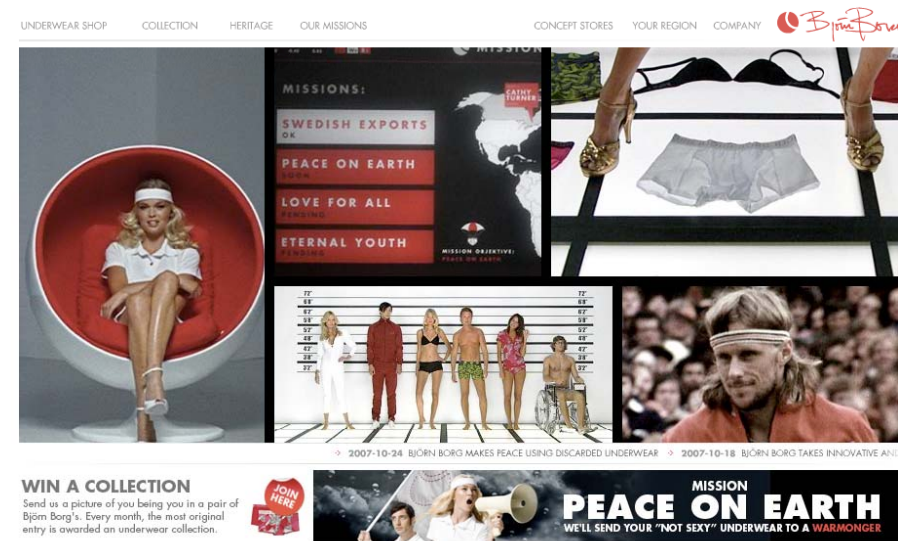 UNDERWEAR SHOP COLLECTION HERITAGE OUR MISSIONS CONCEPT STORES YOUR REGION COMPANY Björn Bor
MISSION
MISSIONS:
CATHY
TURNER
SWEDISH EXPORTS
OK
PEACE ON EARTH
SOON
LOVE FOR ALL
PENDING
ETERNAL YOUTH
PENDING
MISSION OBJEKTIVE:
PEACE ON EARTH
2007-10-24 BJÖRN BORG MAKES PEACE USING DISCARDED UNDERWEAR 2007-10-18 BJÖRN BORG TAKES INNOVATIVE AN
WIN A COLLECTION
Send us a picture of you being you in a pair of
Björn Borg's. Every month, the most original
entry is awarded an underwear collection.
JOIN
HERE
MISSION
PEACE ON EARTH
WE'LL SEND YOUR "NOT SEXY" UNDERWEAR TO A WARMONGER